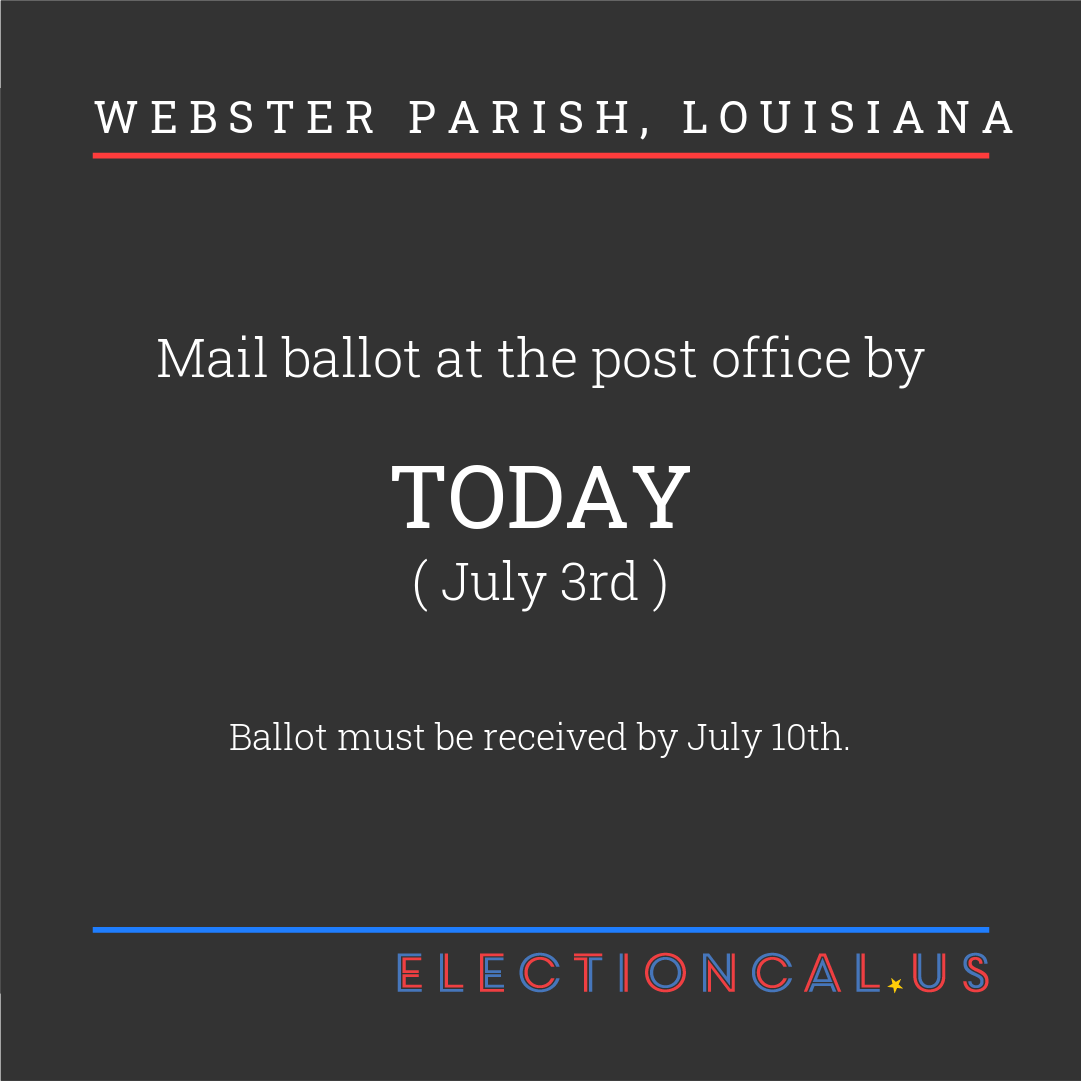 WEBSTER PARISH, LOUISIANA
Mail ballot at the post office by
TODAY
( July 3rd )
Ballot must be received by July 10th.
ELECTIONCAL.US